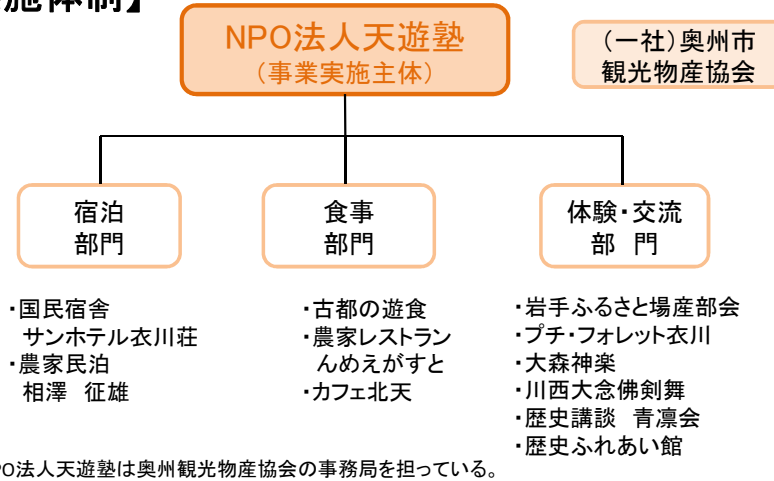 施体制】
NPO法人天遊塾
（事業実施主体）
（一社）奥州市
観光物産協会
宿泊
部門
食事
部門
体験・交流
部 門
・国民宿舎
サンホテル衣川荘
・農家民泊
相澤 征雄
・古都の遊食
・農家レストラン
んめえがすと
・カフェ北天
・岩手ふるさと場産部会
・プチ・フォレット衣川
・大森神楽
・川西大念佛剣舞
・歴史講談 青凛会
・歴史ふれあい館
PO法人天遊塾は奥州観光物産協会の事務局を担っている。